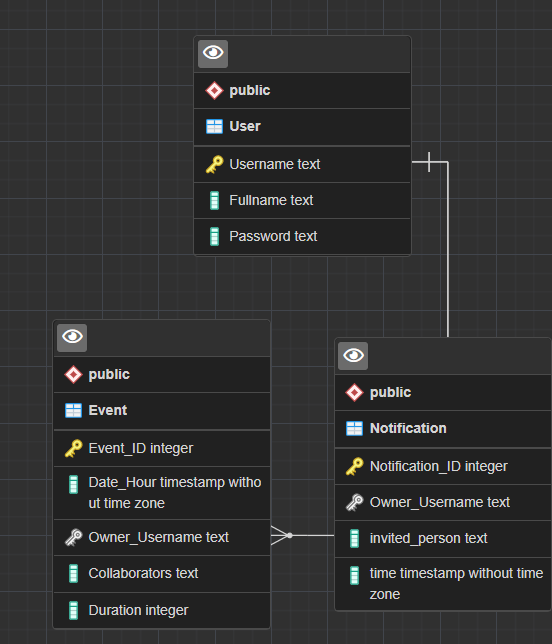 public
User
Username text
Fullname text
Password text
public
Event
Event_ID integer
Date_Hour timestamp witho
ut time zone
Owner_Username text
Collaborators text
Duration integer
public
Notification
Notification_ID integer
Owner_Username text
invited_person text
time timestamp without time
zone